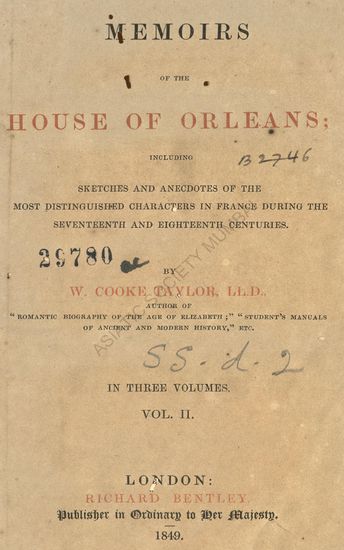 MEMOIRS
OF THE
HOUSE OF ORLEANS;
INCLUDING
B 2746
SKETCHES AND ANECDOTES OF THE
MOST DISTINGUISHED CHARACTERS IN FRANCE DURING THE
SEVENTEENTH AND EIGHTEENTH CENTURIES.
29780
BY
W. COOKE TAYLOR, LL.D.,
AUTHOR OF
"ROMANTIC BIOGRAPHY OF THE AGE OF ELIZABETH;" "STUDENT'S MANUALS
OF ANCIENT AND MODERN HISTORY," ETC.
SS. d. 2
IN THREE VOLUMES.
VOL. II.
LONDON:
RICHARD BENTLEY,
Publisher in Ordinary to Her Majesty.
1849.